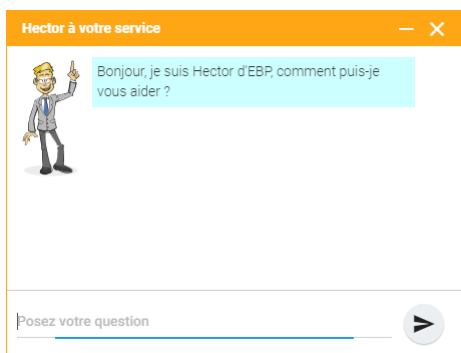 Hector à votre service
Bonjour, je suis Hector d'EBP, comment puis-je
vous aider ?
Posez votre question